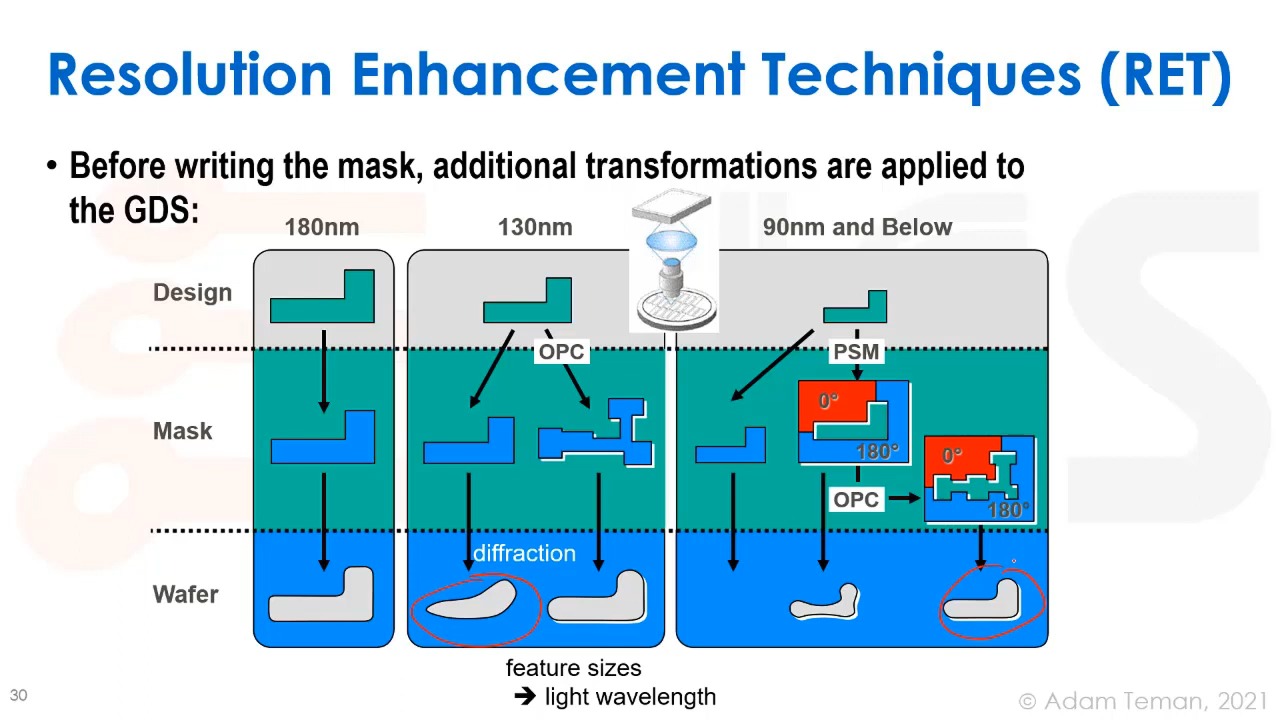 Resolution Enhancement Techniques (RET)
• Before writing the mask, additional transformations are applied to
the GDS:
180nm
130nm
90nm and Below
Design
OPC
PSM
Mask
0°
180°
0°
180°
OPC
diffraction
Wafer
feature sizes
➔ light wavelength
30
© Adam Teman, 2021